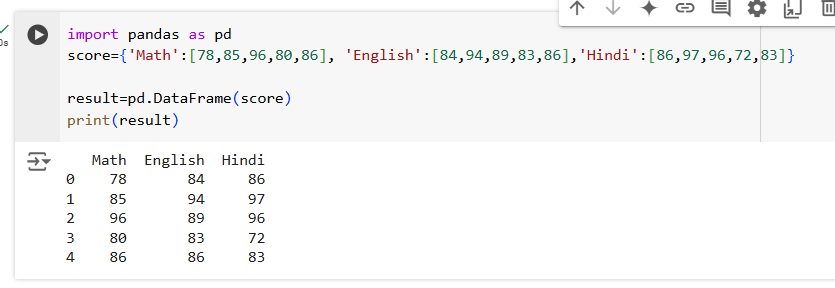 import pandas as pd
0s
score={'Math':[78,85,96,80,86], 'English':[84,94,89,83,86],'Hindi':[86,97,96,72,83]}
result=pd.DataFrame(score)
print(result)
Math English Hindi
0 78 84 86
1 85 94 97
2 96 89 96
3 80 83 72
4 86 86 83